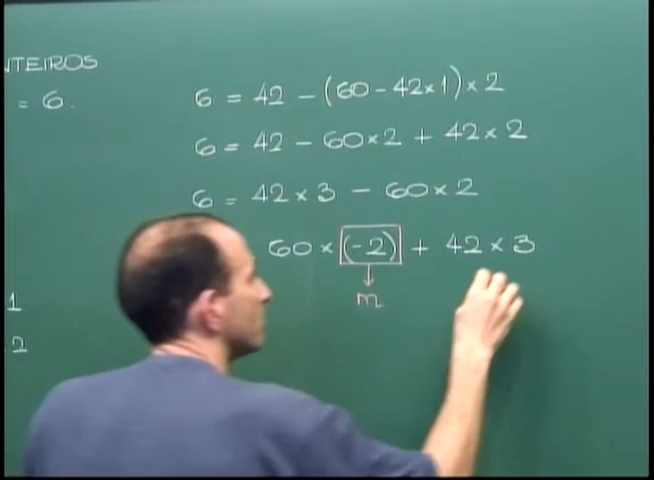 NTEIROS
= 6.
6 = 42 - (60 - 42×1)×2
6 = 42 - 60×2 + 42×2
6 = 42×3 - 60×2
60×(-2) + 42×3
m
1
2